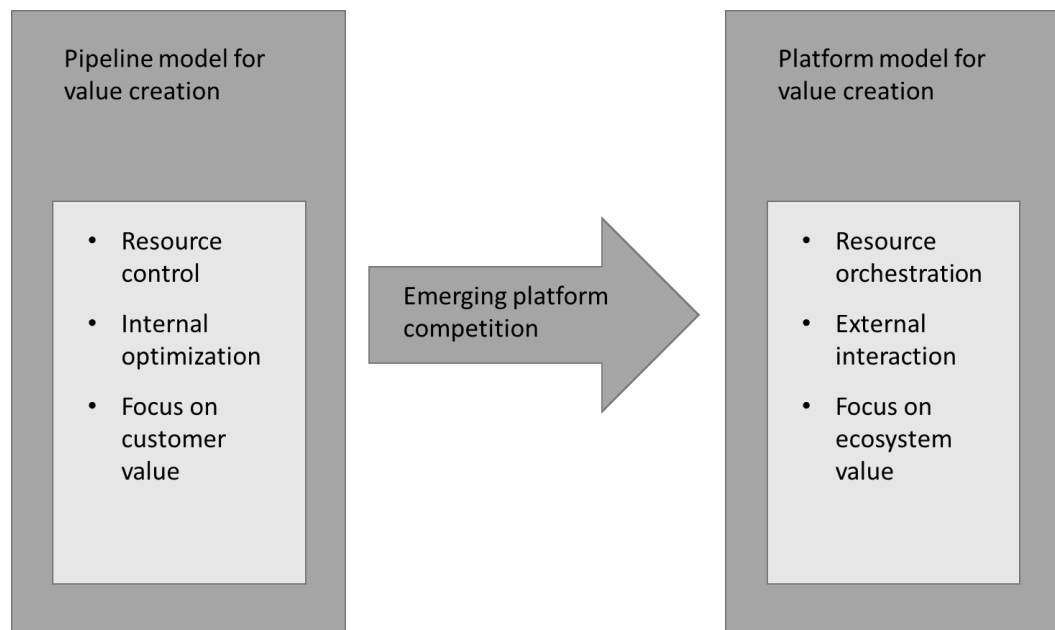 Pipeline model for
value creation
• Resource
control
• Internal
optimization
• Focus on
customer
value
Emerging platform
competition
Platform model for
value creation
• Resource
orchestration
• External
interaction
• Focus on
ecosystem
value